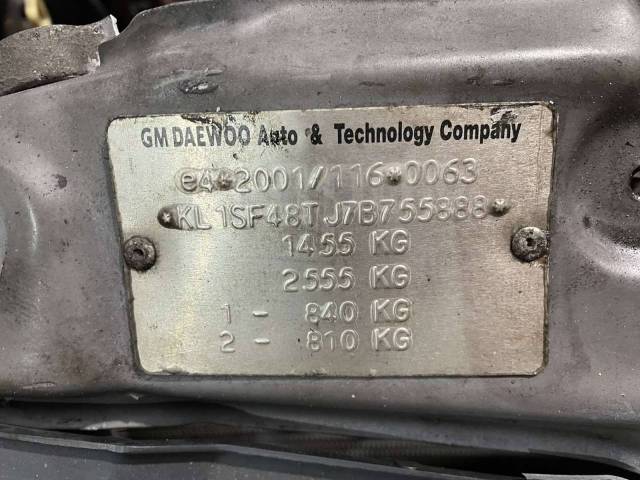 GM DAEWOO Auto & Technology Company
e4*2001/116*0063
*KL1SF48TJ7B755888*
1455 KG
2555 KG
1 - 840 KG
2 - 810 KG